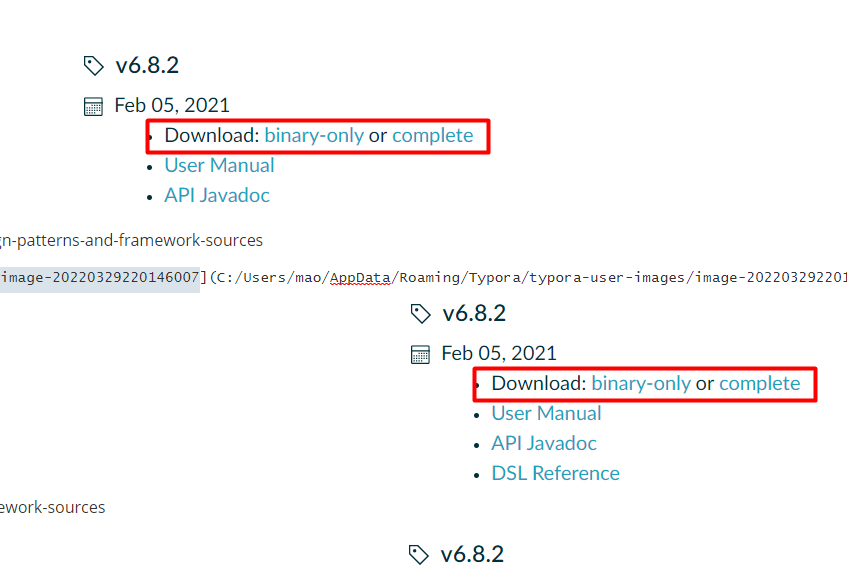 v6.8.2
Feb 05, 2021
Download: binary-only or complete
User Manual
API Javadoc
gn-patterns-and-framework-sources
image-20220329220146007](C:/Users/mao/AppData/Roaming/Typora/typora-user-images/image-202203292201
v6.8.2
Feb 05, 2021
Download: binary-only or complete
User Manual
API Javadoc
DSL Reference
ework-sources
v6.8.2